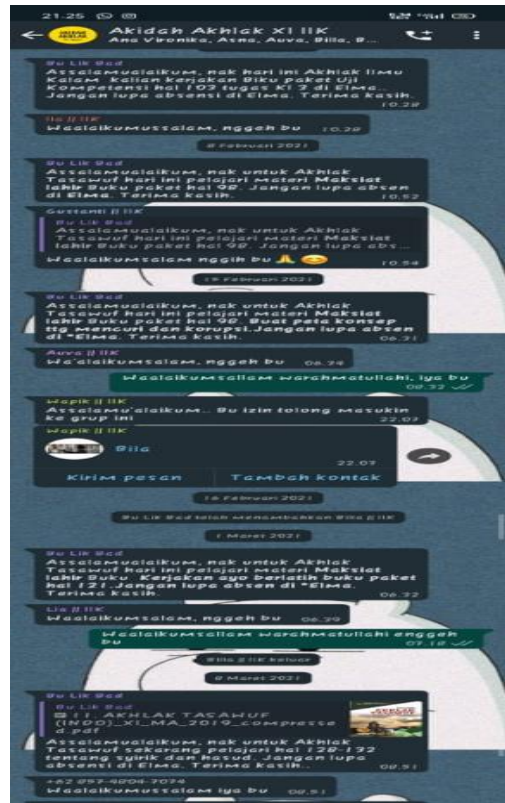 21.25
Akidah Akhlak XI IIK
Ana Vironika, Asna, Auva, Billa, B...
Bu Lik Bad
Assalamualaikum, nak hari ini Akhlak Ilmu
Kalam kalian kerjakan Biku paket Uji
Kompetensi hal 103 tugas KI 3 di Elma..
Jangan lupa absensi di Elma. Terima kasih.
10.28
Waalaikumussalam, nggeh bu 10.28
8 Februari 2021
Bu Lik Bad
Assalamualaikum, nak untuk Akhlak
Tasawuf hari ini pelajari materi Maksiat
lahir Buku paket hal 98. Jangan lupa absen
di Elma. Terima kasih.
10.52
Gustanti || IIK
Bu Lik Bad
Assalamualaikum, nak untuk Akhlak
Tasawuf hari ini pelajari materi Maksiat
lahir Buku paket hal 98. Jangan lupa abs...
Waalaikumsalam nggih bu🙏😊
10.54
15 Februari 2021
Bu Lik Bad
Assalamualaikum, nak untuk Akhlak
Tasawuf hari ini pelajari materi Maksiat
lahir Buku paket hal 98. Buat peta konsep
ttg mencuri dan korupsi.Jangan lupa absen
di *Elma. Terima kasih.
06.31
Auva || IIK
Wa'alaikumsalam, nggeh bu 06.34
Waalaikumsallam warahmatullahi, iya bu
Wapik || IIK
Assalamu'alaikum.. Bu izin tolong masukin
ke grup ini
22.07
Wapik || IIK
Bila
22.07
Kirim pesan
Tambah kontak
16 Februari 2021
Bu Lik Bad telah menambahkan Billa || IIK
1 Maret 2021
Bu Lik Bad
Assalamualaikum, nak untuk Akhlak
Tasawuf hari ini pelajari materi Maksiat
lahir Buku Kerjakan ayo berlatih buku paket
hal 121.Jangan lupa absen di *Elma.
Terima kasih.
06.32
Lia || IIK
Waalaikumsalam, nggeh bu 06.39
Waalaikumsallam warahmatullahi enggeh
bu
07.18
Billa || IIK keluar
8 Maret 2021
Bu Lik Bad
Bu Lik Bad
11. AKHLAK TASAWUF
(INDO)_XI_MA_2019_compresse
d.pdf
Assalamualaikum, nak untuk Akhlak
Tasawuf sekarang pelajari hal 128-132
tentang syirik dan hasud. Jangan lupa
absensi di Elma. Terima kasih..
08.51
Waalaikumsalam iya bu 08.51